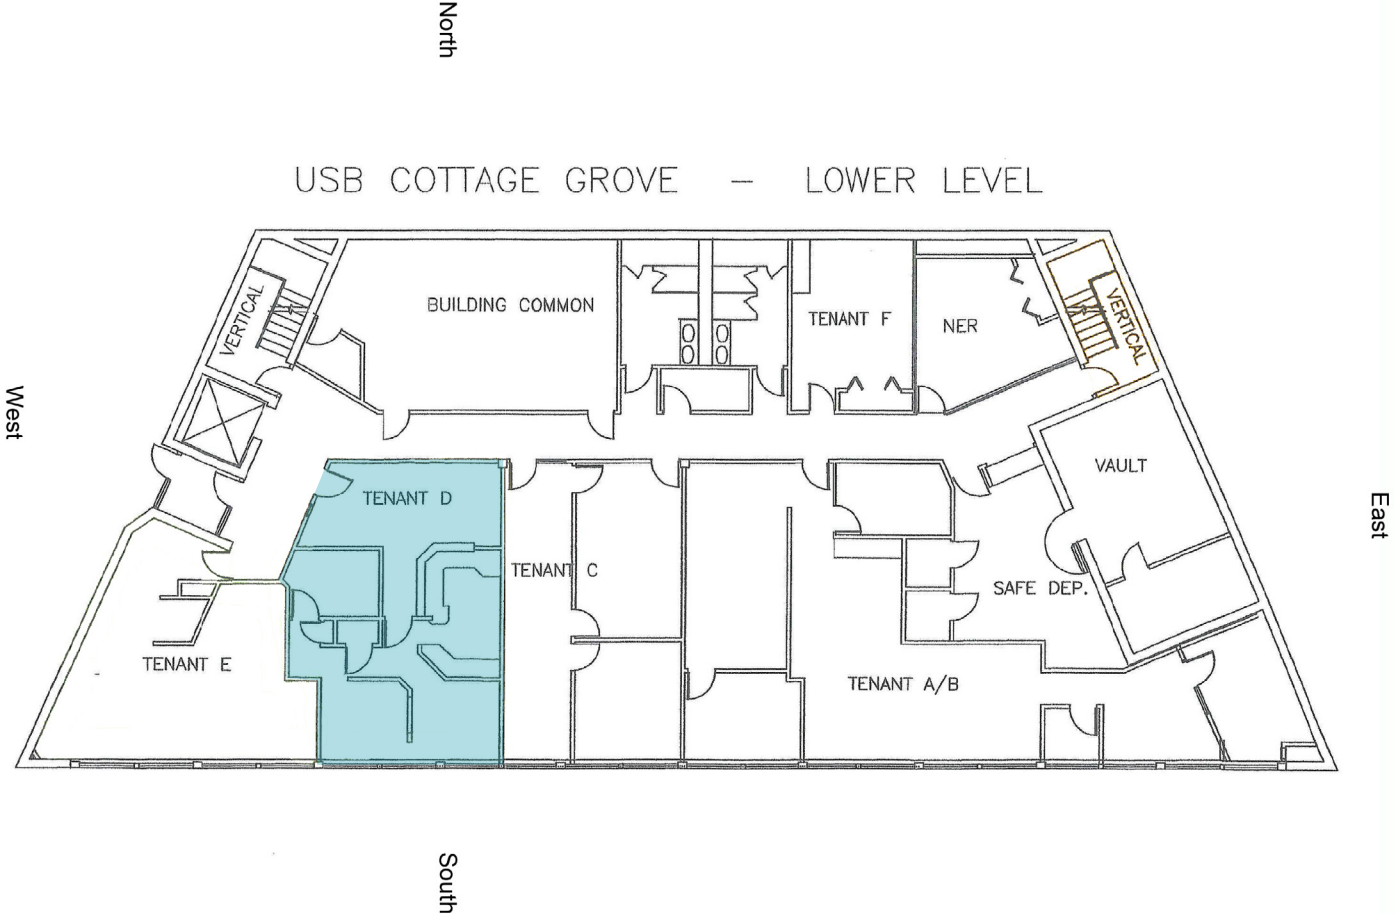 North
USB COTTAGE GROVE - LOWER LEVEL
VERTICAL
BUILDING COMMON
TENANT F
NER
VERTICAL
West
VAULT
East
TENANT D
TENANT C
SAFE DEP.
TENANT E
TENANT A/B
South